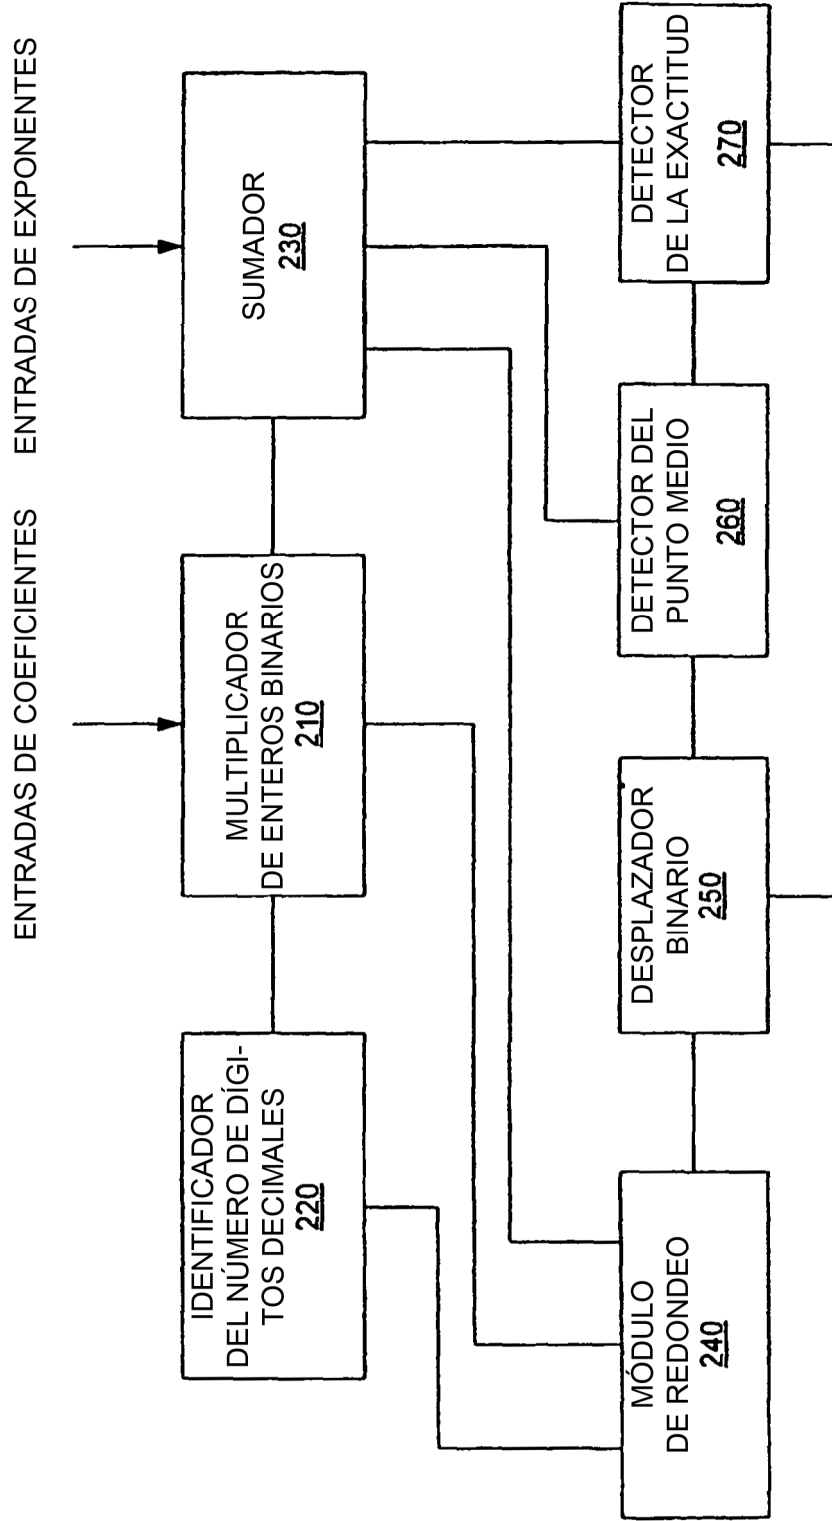 ENTRADAS DE COEFICIENTES
ENTRADAS DE EXPONENTES
IDENTIFICADOR
DEL NÚMERO DE DÍGI-
TOS DECIMALES
220
MULTIPLICADOR
DE ENTEROS BINARIOS
210
SUMADOR
230
MÓDULO
DE REDONDEO
240
DESPLAZADOR
BINARIO
250
DETECTOR DEL
PUNTO MEDIO
260
DETECTOR
DE LA EXACTITUD
270